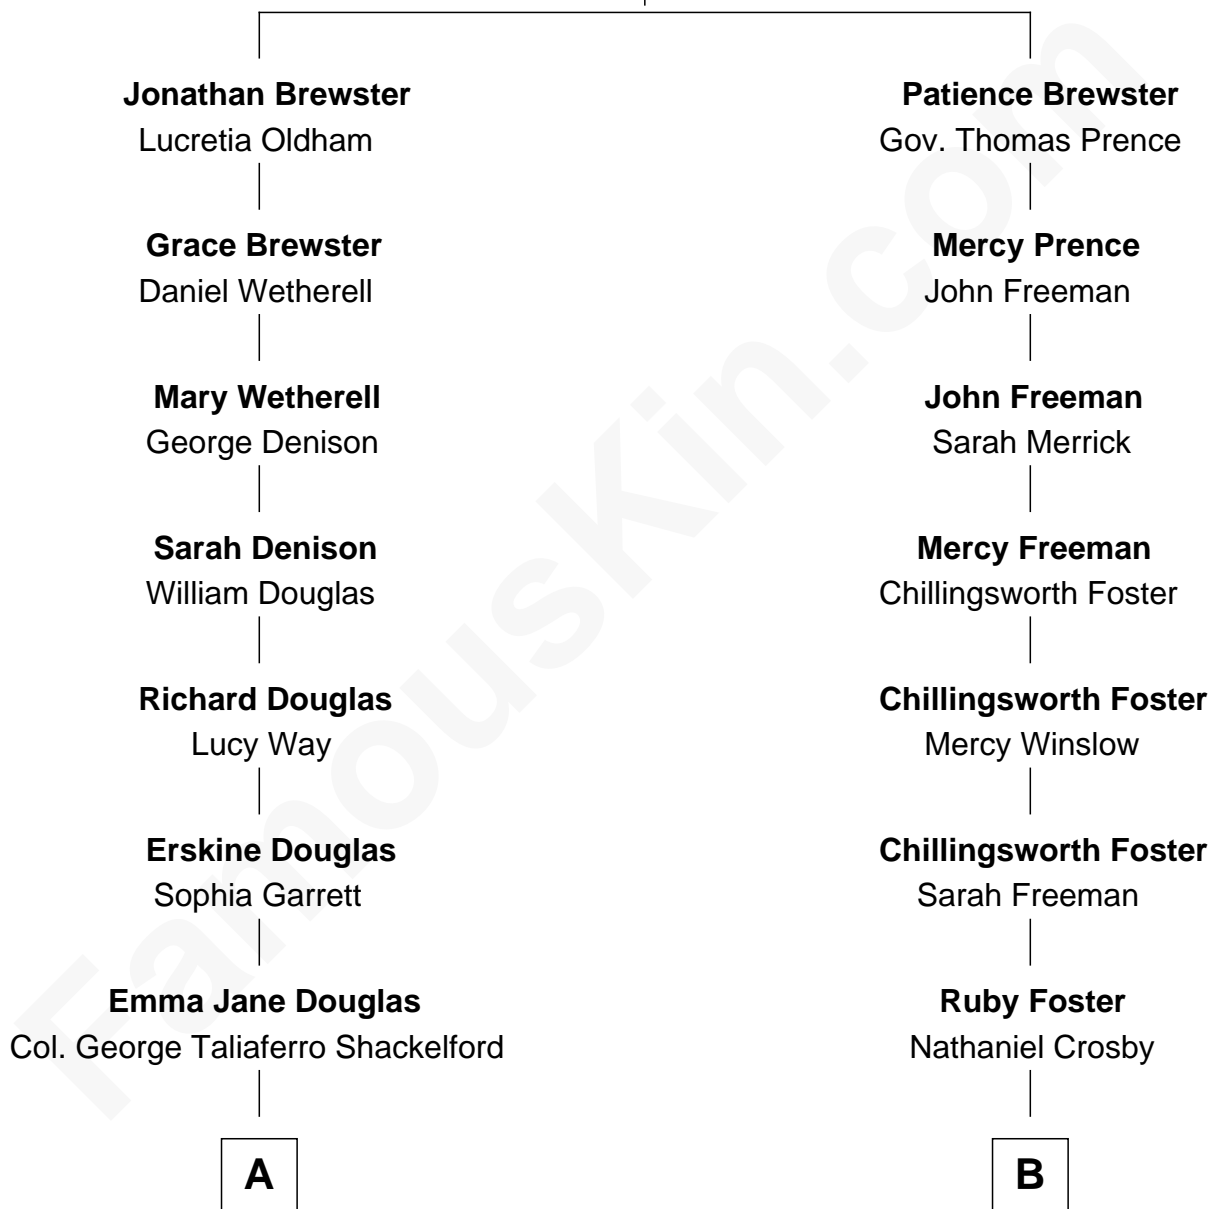 Jonathan Brewster
Lucretia Oldham
Grace Brewster
Daniel Wetherell
Mary Wetherell
George Denison
Sarah Denison
William Douglas
Richard Douglas
Lucy Way
Erskine Douglas
Sophia Garrett
Emma Jane Douglas
Col. George Taliaferro Shackelford
A
Patience Brewster
Gov. Thomas Prence
Mercy Prence
John Freeman
John Freeman
Sarah Merrick
Mercy Freeman
Chillingsworth Foster
Chillingsworth Foster
Mercy Winslow
Chillingsworth Foster
Sarah Freeman
Ruby Foster
Nathaniel Crosby
B
FamousKin.com